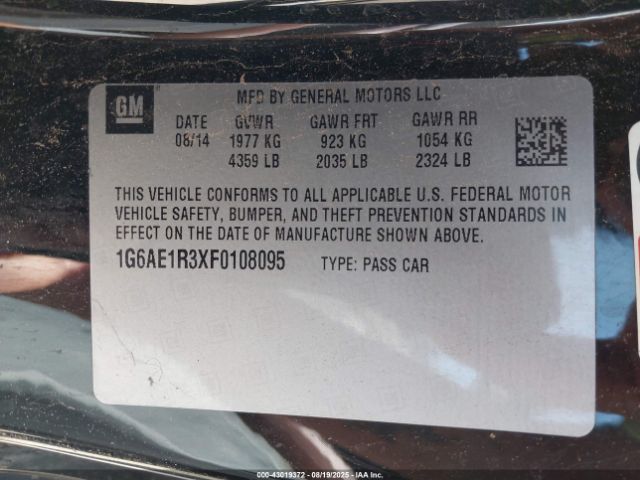 GM
MFD BY GENERAL MOTORS LLC
DATE GVWR GAWR FRT GAWR RR
08/14 1977 KG 923 KG 1054 KG
4359 LB 2035 LB 2324 LB
THIS VEHICLE CONFORMS TO ALL APPLICABLE U.S. FEDERAL MOTOR
VEHICLE SAFETY, BUMPER, AND THEFT PREVENTION STANDARDS IN
EFFECT ON THE DATE OF MANUFACTURE SHOWN ABOVE.
1G6AE1R3XF0108095 TYPE: PASS CAR
000-43019372 - 08/19/2025 - IAAI.COM